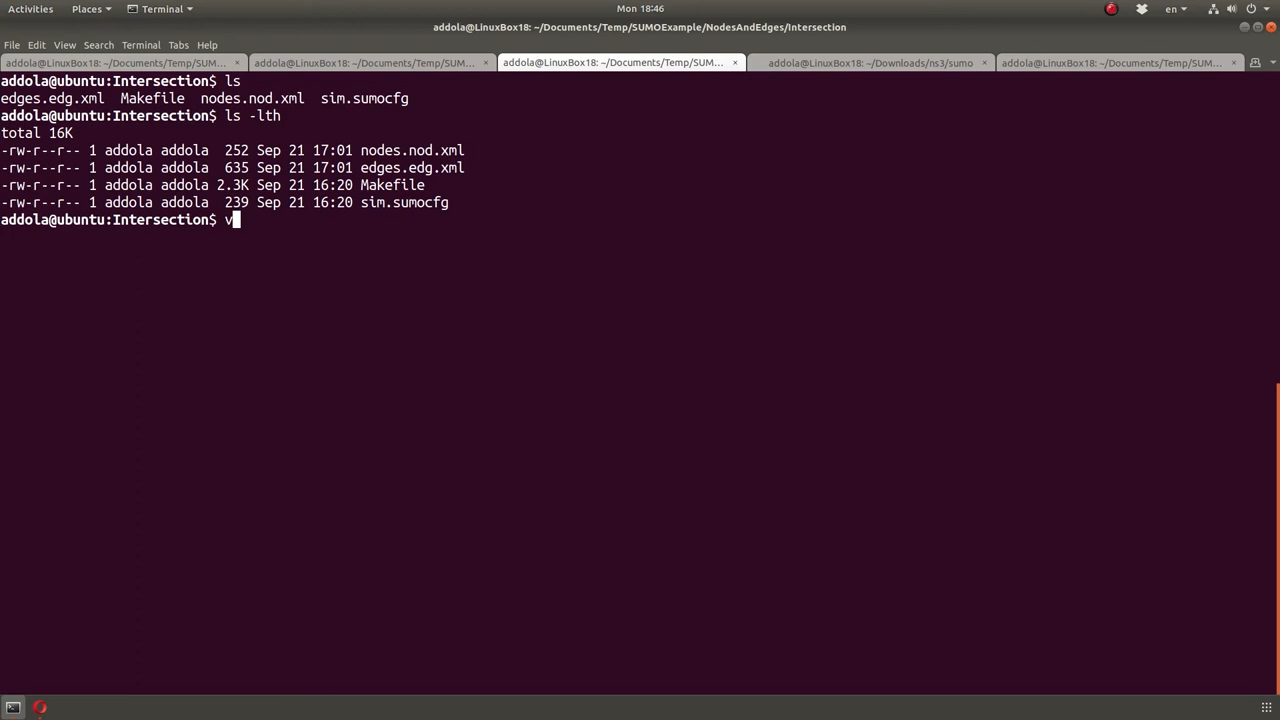 Activities Places Terminal Mon 18:46 en
addola@LinuxBox18: ~/Documents/Temp/SUMOExample/NodesAndEdges/Intersection
File Edit View Search Terminal Tabs Help
addola@LinuxBox18: ~/Documents/Temp/SUM... × addola@LinuxBox18: ~/Documents/Temp/SUM... × addola@LinuxBox18: ~/Documents/Temp/SUM... × addola@LinuxBox18: ~/Downloads/ns3/sumo × addola@LinuxBox18: ~/Documents/Temp/SUM... ×
addola@ubuntu:Intersection$ ls
edges.edg.xml Makefile nodes.nod.xml sim.sumocfg
addola@ubuntu:Intersection$ ls -lth
total 16K
-rw-r--r-- 1 addola addola 252 Sep 21 17:01 nodes.nod.xml
-rw-r--r-- 1 addola addola 635 Sep 21 17:01 edges.edg.xml
-rw-r--r-- 1 addola addola 2.3K Sep 21 16:20 Makefile
-rw-r--r-- 1 addola addola 239 Sep 21 16:20 sim.sumocfg
addola@ubuntu:Intersection$ v